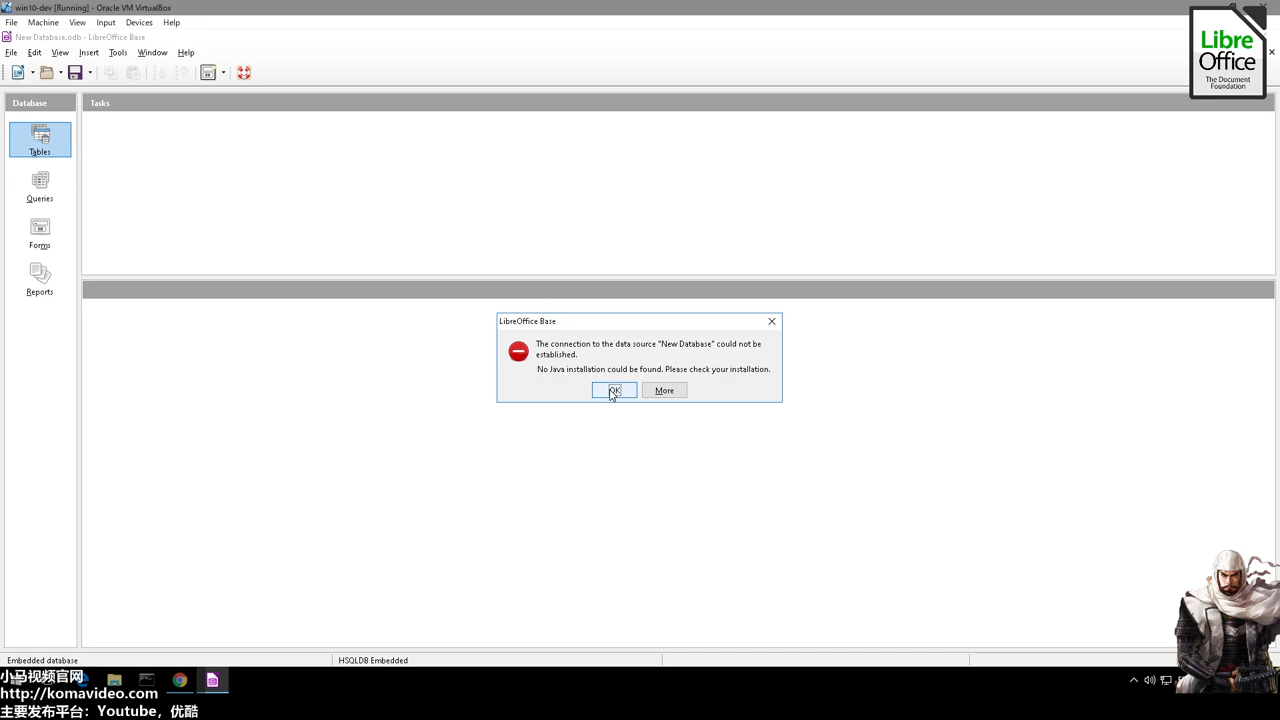 win10-dev [Running] - Oracle VM VirtualBox
File Machine View Input Devices Help
New Database.odb - LibreOffice Base
File Edit View Insert Tools Window Help
Libre
Office
The Document
Foundation
Database
Tasks
Tables
Queries
Forms
Reports
LibreOffice Base
The connection to the data source "New Database" could not be
established.
No Java installation could be found. Please check your installation.
OK
More
Embedded database
HSQLDB Embedded
小马视频官网
http://komavideo.com
主要发布平台：Youtube，优酷